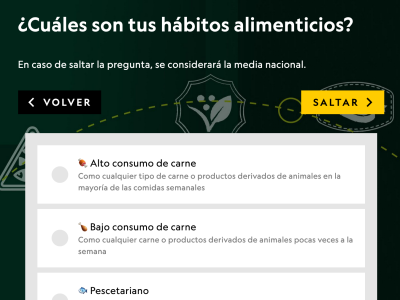 ¿Cuáles son tus hábitos alimenticios?
En caso de saltar la pregunta, se considerará la media nacional.
VOLVER
SALTAR
Alto consumo de carne
Como cualquier tipo de carne o productos derivados de animales en la
mayoría de las comidas semanales
Bajo consumo de carne
Como cualquier carne o productos derivados de animales pocas veces a la
semana
Pescetariano